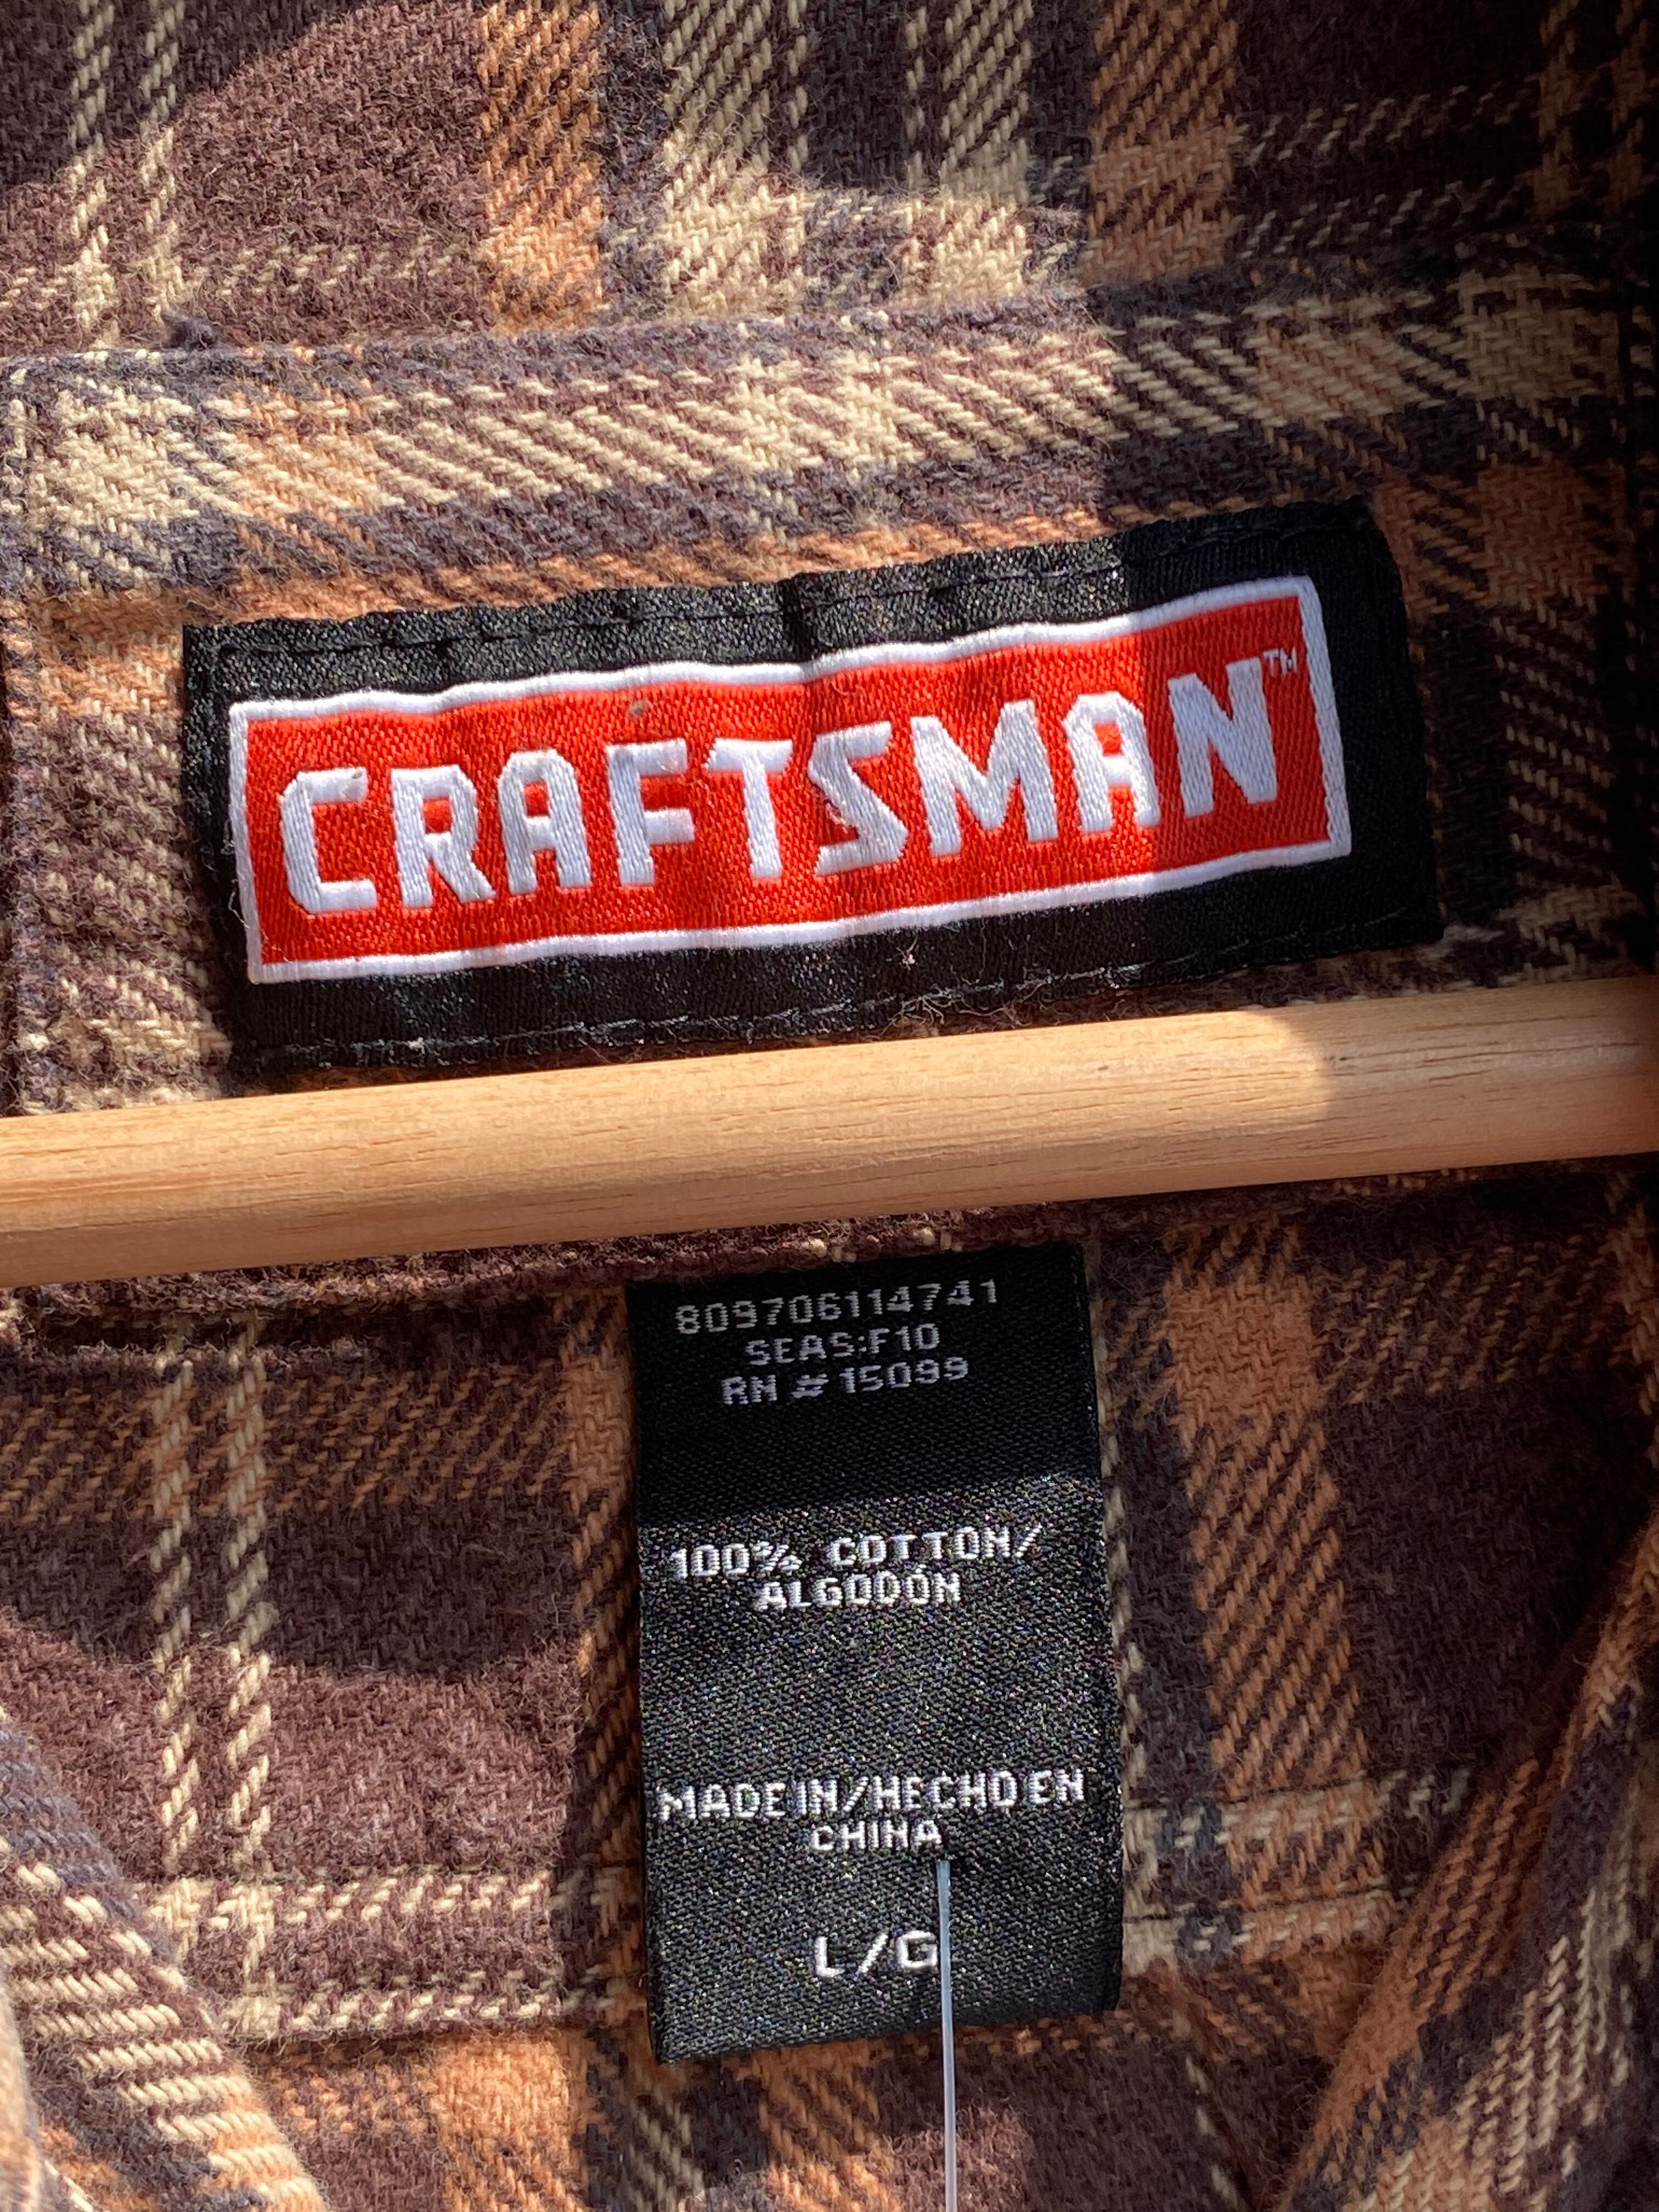 CRAFTSMAN™
809706114741
SEAS:F10
RN # 15099
100% COTTON/
ALGODÓN
MADE IN/HECHO EN
CHINA
L/G